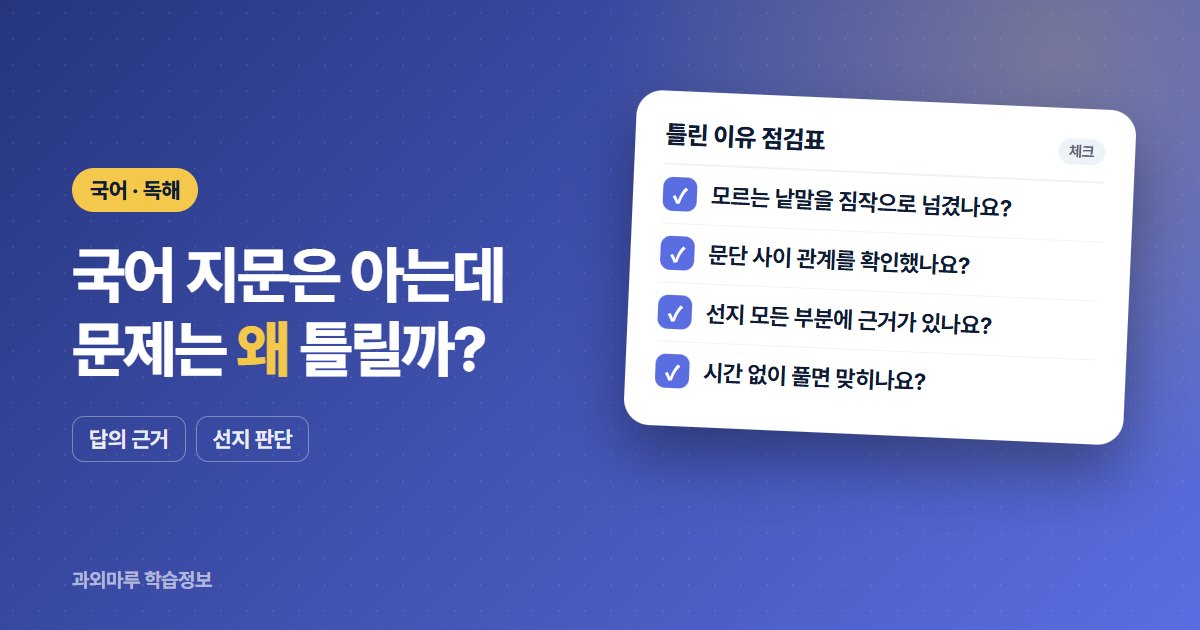 국어 · 독해
국어 지문은 아는데
문제는 왜 틀릴까?
답의 근거
선지 판단
과외마루 학습정보
틀린 이유 점검표
체크
모르는 낱말을 짐작으로 넘겼나요?
문단 사이 관계를 확인했나요?
선지 모든 부분에 근거가 있나요?
시간 없이 풀면 맞히나요?